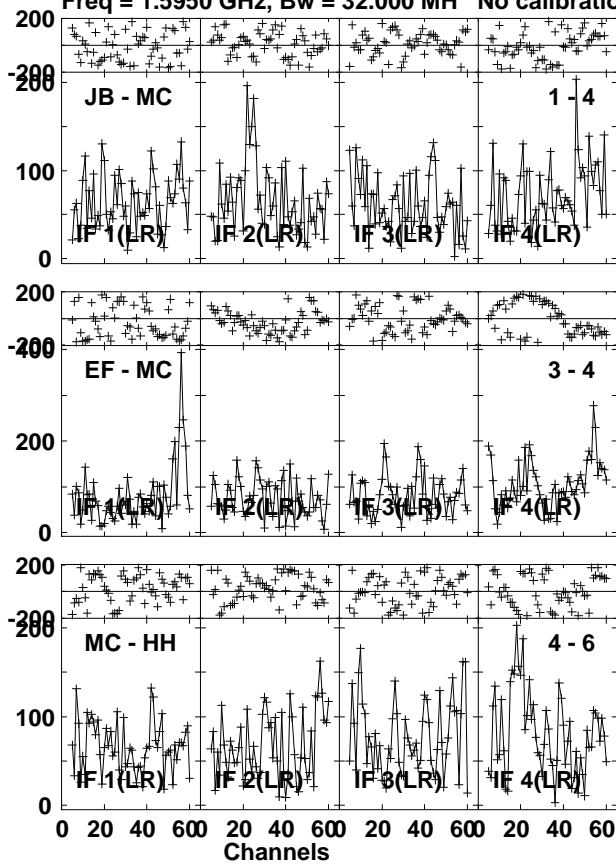 Freq = 1.5950 GHz, Bw = 32.000 MH No calibratio
200
-200
200
JB - MC 1 - 4
100
IF 1(LR) IF 2(LR) IF 3(LR) IF 4(LR)
0
200
-200
400
EF - MC 3 - 4
200
IF 1(LR) IF 2(LR) IF 3(LR) IF 4(LR)
0
200
-200
200
MC - HH 4 - 6
100
IF 1(LR) IF 2(LR) IF 3(LR) IF 4(LR)
0
0 20 40 60 0 20 40 60 0 20 40 60 0 20 40 60
Channels